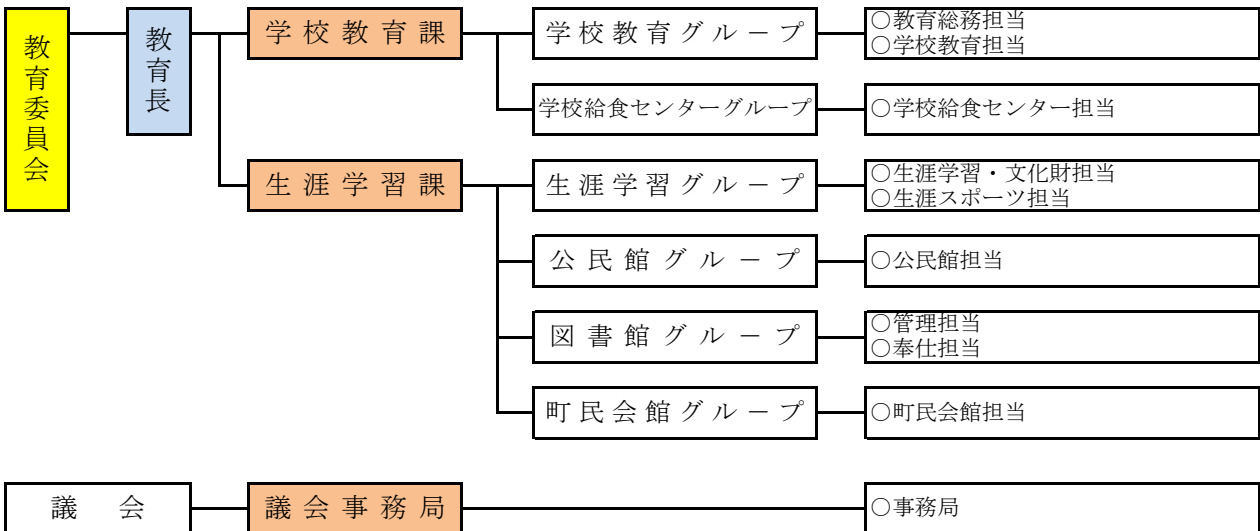 教育委員会
教育長
学校教育課
学校教育グループ
○教育総務担当
○学校教育担当
学校給食センターグループ
○学校給食センター担当
生涯学習課
生涯学習グループ
○生涯学習・文化財担当
○生涯スポーツ担当
公民館グループ
○公民館担当
図書館グループ
○管理担当
○奉仕担当
町民会館グループ
○町民会館担当
議会
議会事務局
○事務局